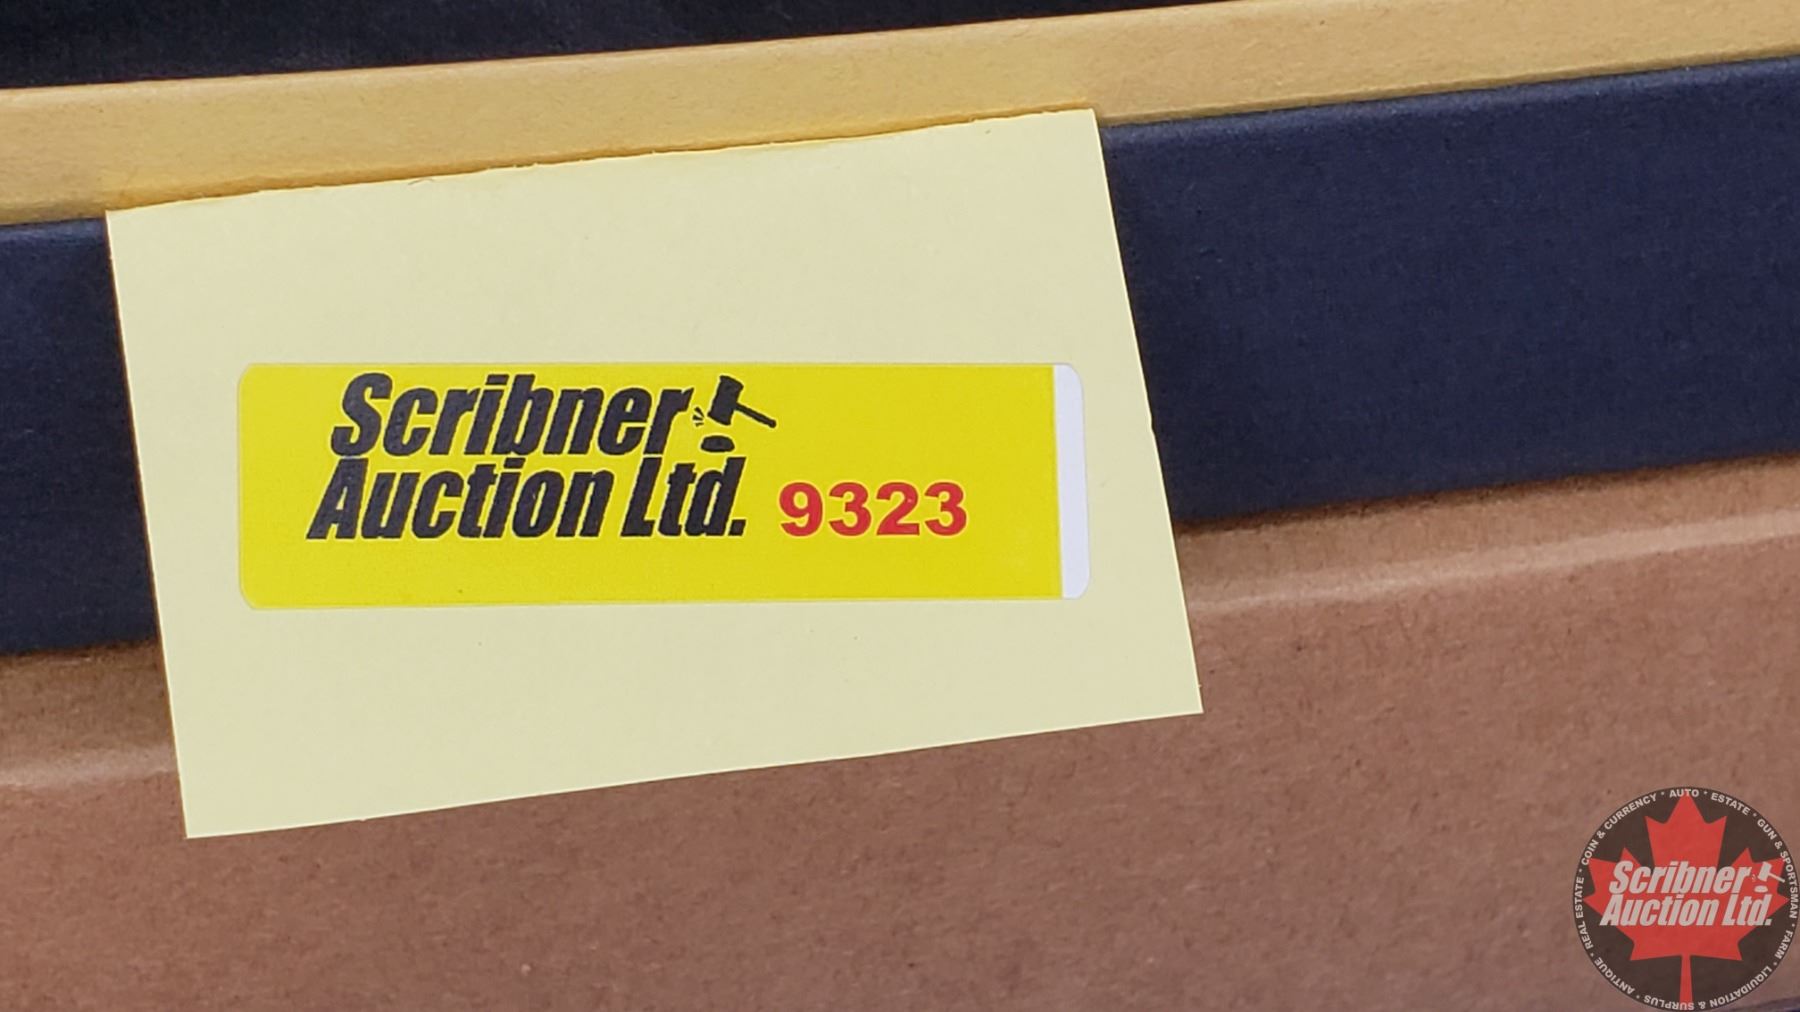 Scribner
Auction Ltd. 9323
COIN & CURRENCY * AUTO * ESTATE * GUN & SPORTSMAN * FARM * LIQUIDATION & SURPLUS * ANTIQUE * REAL ESTATE *
Scribner
Auction Ltd.